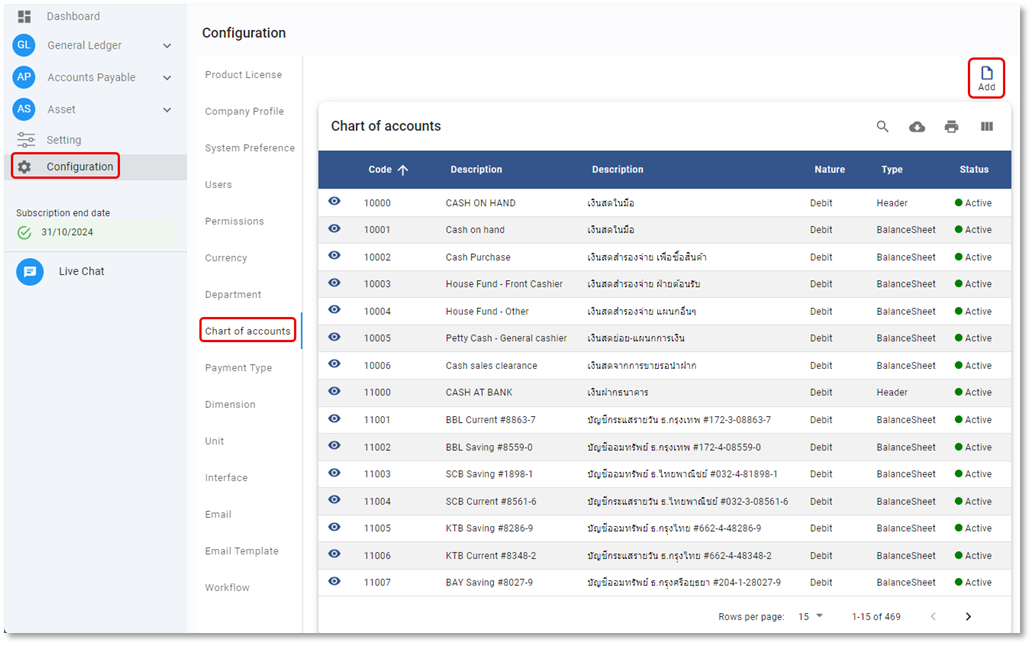 Dashboard
GL General Ledger
AP Accounts Payable
AS Asset
Setting
Configuration
Subscription end date
31/10/2024
Live Chat
Configuration
Product License
Company Profile
System Preference
Users
Permissions
Currency
Department
Chart of accounts
Payment Type
Dimension
Unit
Interface
Email
Email Template
Workflow
Add
Chart of accounts
Code Description Description Nature Type Status
10000 CASH ON HAND เงินสดในมือ Debit Header Active
10001 Cash on hand เงินสดในมือ Debit BalanceSheet Active
10002 Cash Purchase เงินสดสำรองจ่าย เพื่อซื้อสินค้า Debit BalanceSheet Active
10003 House Fund - Front Cashier เงินสดสำรองจ่าย ฝ่ายต้อนรับ Debit BalanceSheet Active
10004 House Fund - Other เงินสดสำรองจ่าย แผนกอื่นๆ Debit BalanceSheet Active
10005 Petty Cash - General cashier เงินสดย่อย-แผนกการเงิน Debit BalanceSheet Active
10006 Cash sales clearance เงินสดจากการขายรอนำฝาก Debit BalanceSheet Active
11000 CASH AT BANK เงินฝากธนาคาร Debit Header Active
11001 BBL Current #8863-7 บัญชีกระแสรายวัน ธ.กรุงเทพ #172-3-08863-7 Debit BalanceSheet Active
11002 BBL Saving #8559-0 บัญชีออมทรัพย์ ธ.กรุงเทพ #172-4-08559-0 Debit BalanceSheet Active
11003 SCB Saving #1898-1 บัญชีออมทรัพย์ ธ.ไทยพาณิชย์ #032-4-81898-1 Debit BalanceSheet Active
11004 SCB Current #8561-6 บัญชีกระแสรายวัน ธ.ไทยพาณิชย์ #032-3-08561-6 Debit BalanceSheet Active
11005 KTB Saving #8286-9 บัญชีออมทรัพย์ ธ.กรุงไทย #662-4-48286-9 Debit BalanceSheet Active
11006 KTB Current #8348-2 บัญชีกระแสรายวัน ธ.กรุงไทย #662-4-48348-2 Debit BalanceSheet Active
11007 BAY Saving #8027-9 บัญชีออมทรัพย์ ธ.กรุงศรีอยุธยา #204-1-28027-9 Debit BalanceSheet Active
Rows per page: 15 1-15 of 469